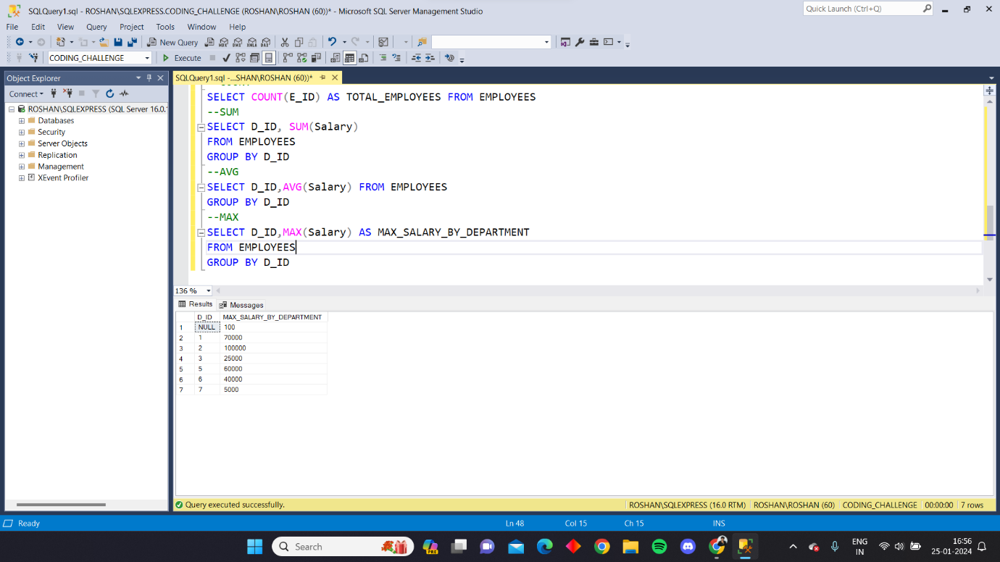 SQLQuery1.sql - ROSHAN\SQLEXPRESS.CODING_CHALLENGE (ROSHAN\ROSHAN (60))* - Microsoft SQL Server Management Studio
Quick Launch (Ctrl+Q)
File Edit View Query Project Tools Window Help
New Query
CODING_CHALLENGE Execute
Object Explorer
Connect
ROSHAN\SQLEXPRESS (SQL Server 16.0.
Databases
Security
Server Objects
Replication
Management
XEvent Profiler
SQLQuery1.sql -...SHAN\ROSHAN (60))*
SELECT COUNT(E_ID) AS TOTAL_EMPLOYEES FROM EMPLOYEES
--SUM
SELECT D_ID, SUM(Salary)
FROM EMPLOYEES
GROUP BY D_ID
--AVG
SELECT D_ID,AVG(Salary) FROM EMPLOYEES
GROUP BY D_ID
--MAX
SELECT D_ID,MAX(Salary) AS MAX_SALARY_BY_DEPARTMENT
FROM EMPLOYEES
GROUP BY D_ID
136 %
Results Messages
D_ID MAX_SALARY_BY_DEPARTMENT
1 NULL 100
2 1 70000
3 2 100000
4 3 25000
5 5 60000
6 6 40000
7 7 5000
Query executed successfully. ROSHAN\SQLEXPRESS (16.0 RTM) ROSHAN\ROSHAN (60) CODING_CHALLENGE 00:00:00 7 rows
Ready Ln 48 Col 15 Ch 15 INS
Search
PRE
ENG
IN
16:56
25-01-2024